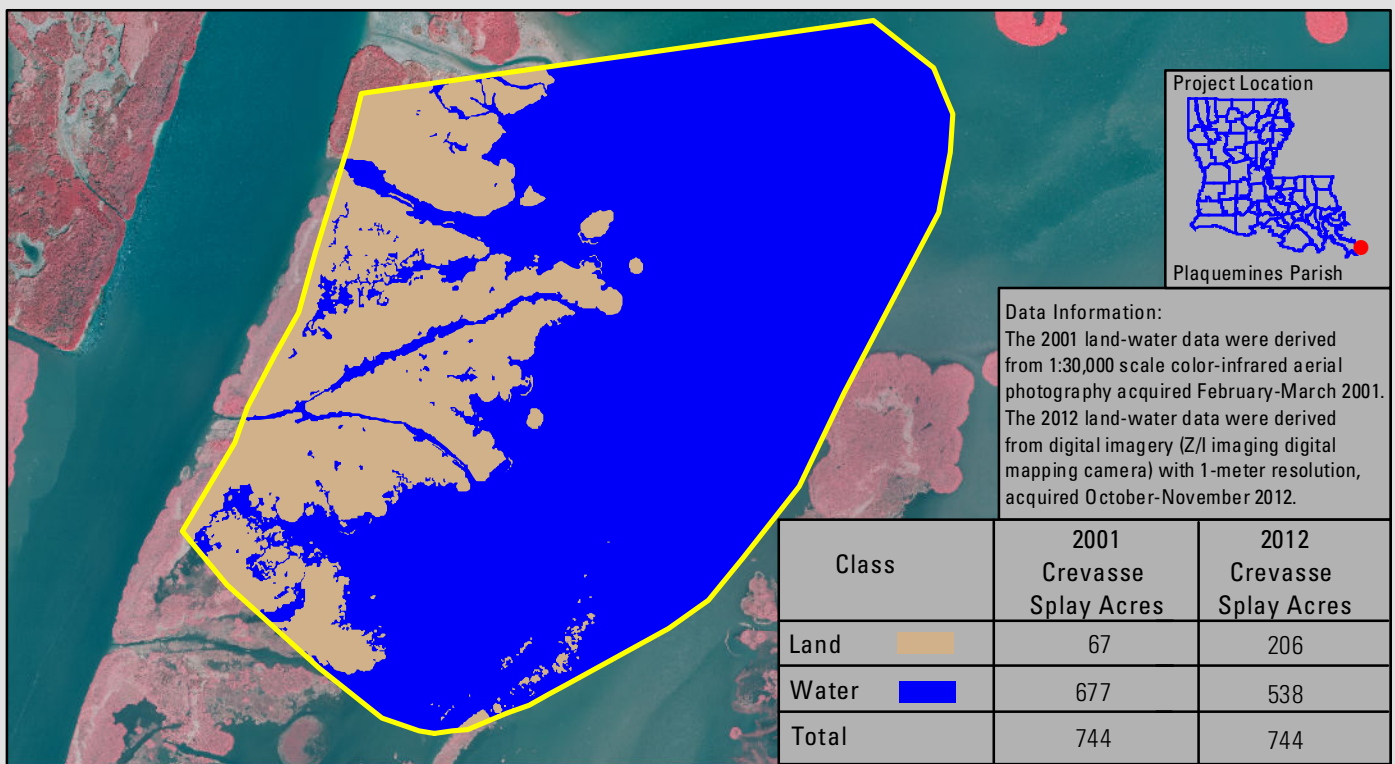 Project Location
Plaquemines Parish
Data Information:
The 2001 land-water data were derived
from 1:30,000 scale color-infrared aerial
photography acquired February-March 2001.
The 2012 land-water data were derived
from digital imagery (Z/I imaging digital
mapping camera) with 1-meter resolution,
acquired October-November 2012.
Class
2001
Crevasse
Splay Acres
2012
Crevasse
Splay Acres
Land 67 206
Water 677 538
Total 744 744